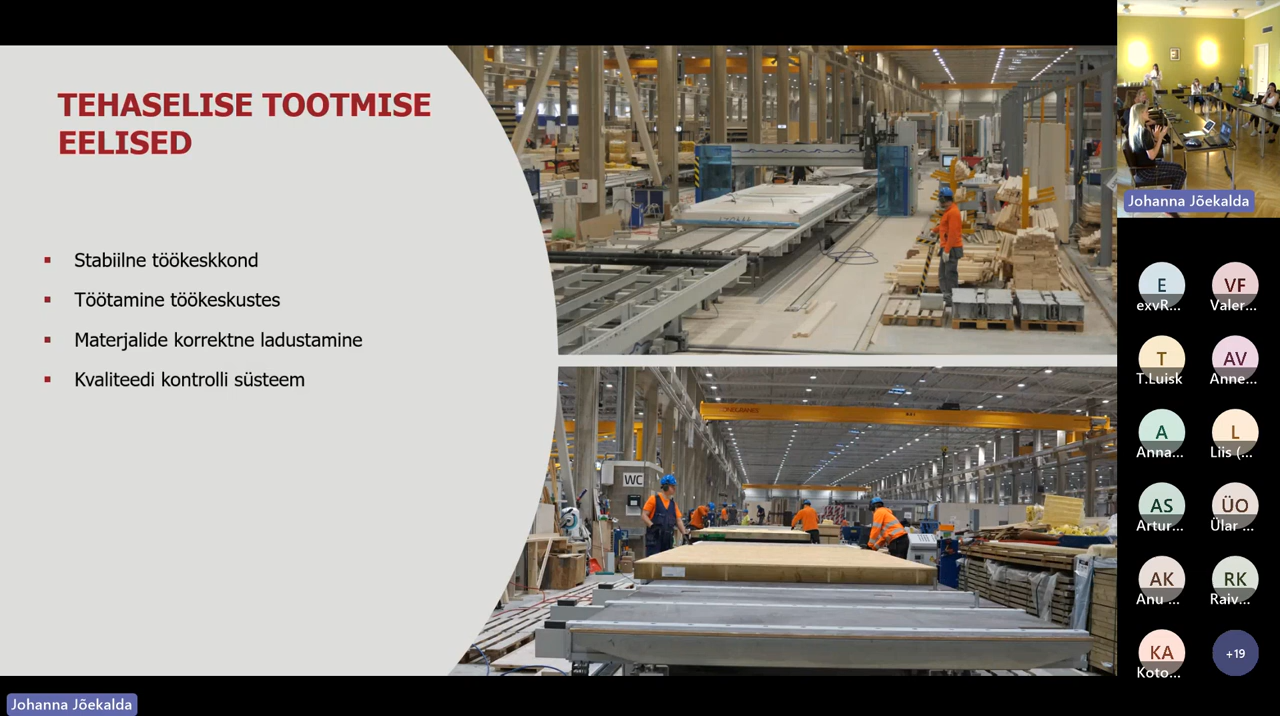 TEHASELISE TOOTMISE
EELISED
Stabiilne töökeskkond
Töötamine töökeskustes
Materjalide korrektne ladustamine
Kvaliteedi kontrolli süsteem
WC
Johanna Jõekalda
E
exvR...
VF
Valer...
T
T.Luisk
AV
Anne...
A
Anna...
L
Liis (...
AS
Artur...
ÜO
Ülar ...
AK
Anu ...
RK
Raiv...
KA
Koto...
+19
Johanna Jõekalda